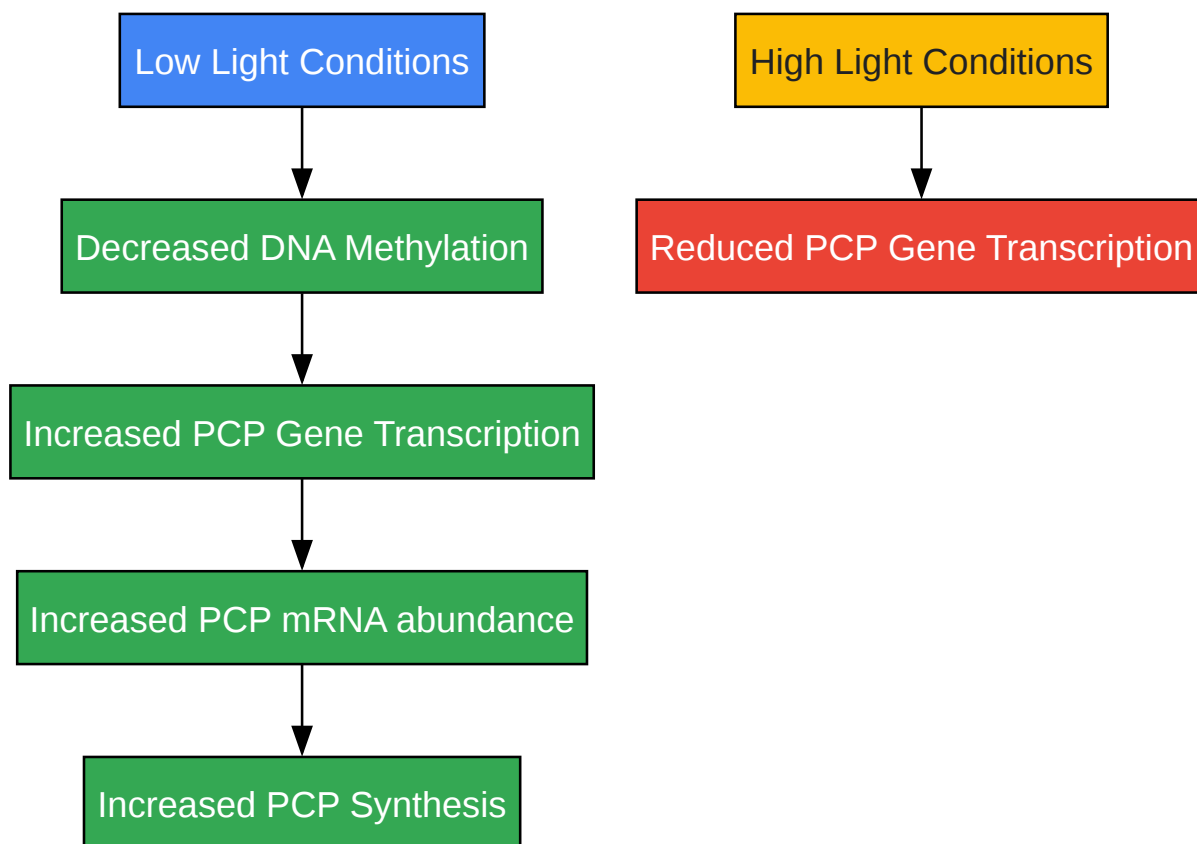 Low Light Conditions
High Light Conditions
Decreased DNA Methylation
Reduced PCP Gene Transcription
Increased PCP Gene Transcription
Increased PCP mRNA abundance
Increased PCP Synthesis